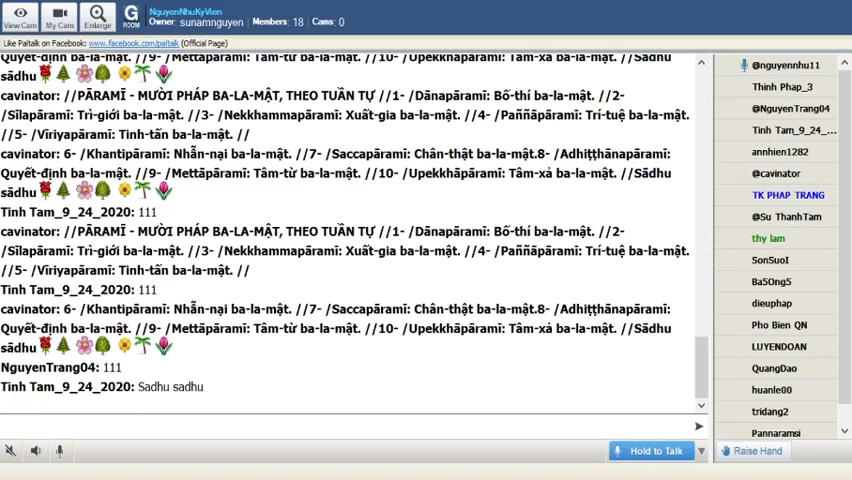 View Cam
My Cam
Enlarge
G
ROOM
NguyenNhuKyVien
Owner: sunamnguyen Members: 18 Cams: 0
Like Paltalk on Facebook: www.facebook.com/paltalk (Official Page)
Quyết-định ba-la-mật. //9- /Mettāpāramī: Tâm-từ ba-la-mật. //10- /Upekkhāpāramī: Tâm-xả ba-la-mật. //Sādhu
sādhu
cavinator: //PĀRAMĪ - MƯỜI PHÁP BA-LA-MẬT, THEO TUẦN TỰ //1- /Dānapāramī: Bố-thí ba-la-mật. //2-
/Sīlapāramī: Trì-giới ba-la-mật. //3- /Nekkhammapāramī: Xuất-gia ba-la-mật. //4- /Paññāpāramī: Trí-tuệ ba-la-mật.
//5- /Vīriyapāramī: Tinh-tấn ba-la-mật. //
cavinator: 6- /Khantīpāramī: Nhẫn-nại ba-la-mật. //7- /Saccapāramī: Chân-thật ba-la-mật.8- /Adhiṭṭhānapāramī:
Quyết-định ba-la-mật. //9- /Mettāpāramī: Tâm-từ ba-la-mật. //10- /Upekkhāpāramī: Tâm-xả ba-la-mật. //Sādhu
sādhu
Tinh Tam_9_24_2020: 111
cavinator: //PĀRAMĪ - MƯỜI PHÁP BA-LA-MẬT, THEO TUẦN TỰ //1- /Dānapāramī: Bố-thí ba-la-mật. //2-
/Sīlapāramī: Trì-giới ba-la-mật. //3- /Nekkhammapāramī: Xuất-gia ba-la-mật. //4- /Paññāpāramī: Trí-tuệ ba-la-mật.
//5- /Vīriyapāramī: Tinh-tấn ba-la-mật. //
Tinh Tam_9_24_2020: 111
cavinator: 6- /Khantīpāramī: Nhẫn-nại ba-la-mật. //7- /Saccapāramī: Chân-thật ba-la-mật.8- /Adhiṭṭhānapāramī:
Quyết-định ba-la-mật. //9- /Mettāpāramī: Tâm-từ ba-la-mật. //10- /Upekkhāpāramī: Tâm-xả ba-la-mật. //Sādhu
sādhu
NguyenTrang04: 111
Tinh Tam_9_24_2020: Sadhu sadhu
Hold to Talk
@nguyennhu11
Thinh Phap_3
@NguyenTrang04
Tinh Tam_9_24_...
annhien1282
@cavinator
TK PHAP TRANG
@Su ThanhTam
thy lam
SonSuoI
Ba5Ong5
dieuphap
Pho Bien QN
LUYENDOAN
QuangDao
huanle00
tridang2
Pannaramsi
Raise Hand